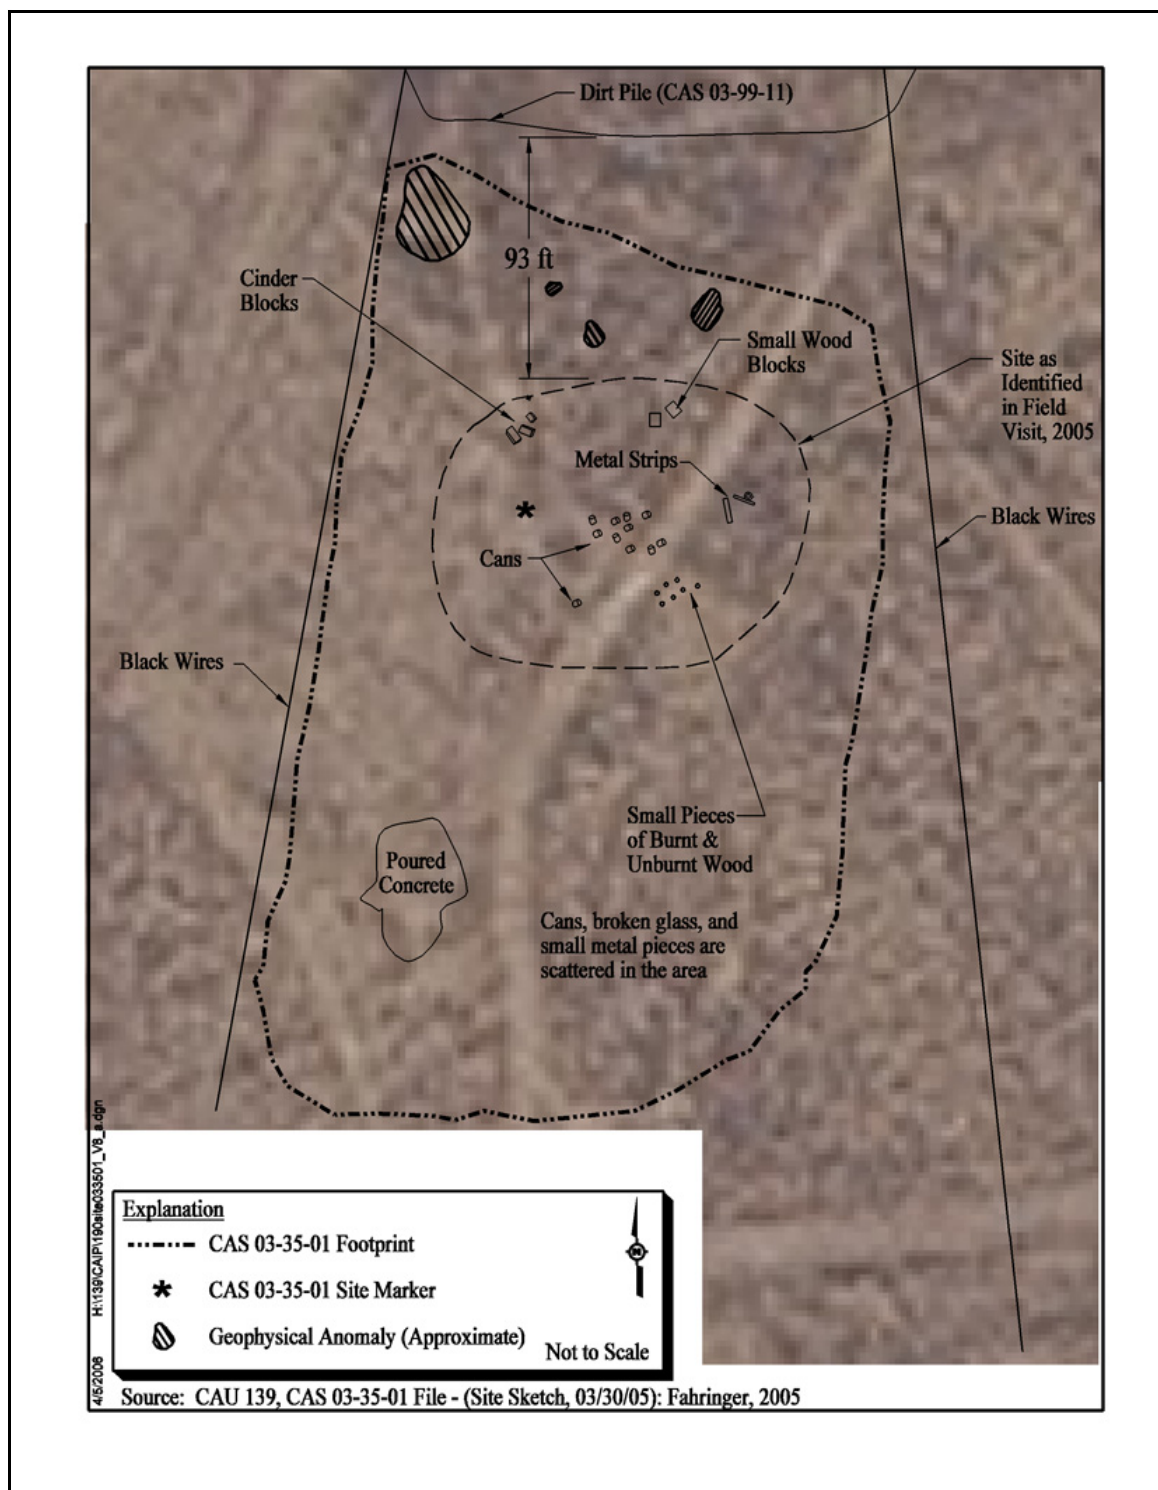 Dirt Pile (CAS 03-99-11)
93 ft
Cinder
Blocks
Small Wood
Blocks
Site as
Identified
in Field
Visit, 2005
Metal Strips
Black Wires
Cans
Black Wires
Small Pieces
of Burnt &
Unburnt Wood
Poured
Concrete
Cans, broken glass, and
small metal pieces are
scattered in the area
Explanation
CAS 03-35-01 Footprint
CAS 03-35-01 Site Marker
Geophysical Anomaly (Approximate)
N
Not to Scale
4/5/2006
Source: CAU 139, CAS 03-35-01 File - (Site Sketch, 03/30/05): Fahringer, 2005